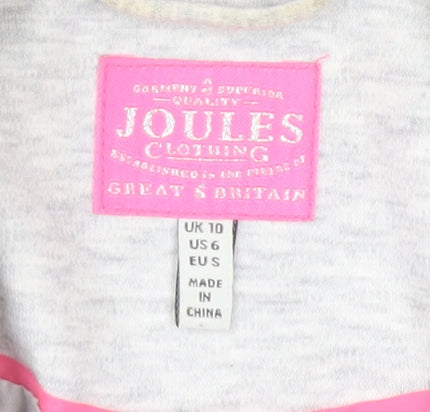 A
GARMENT of SUPERIOR
QUALITY
JOULES
CLOTHING
ESTABLISHED IN THE FIELDS OF
GREAT BRITAIN
UK 10
US 6
EU S
MADE
IN
CHINA